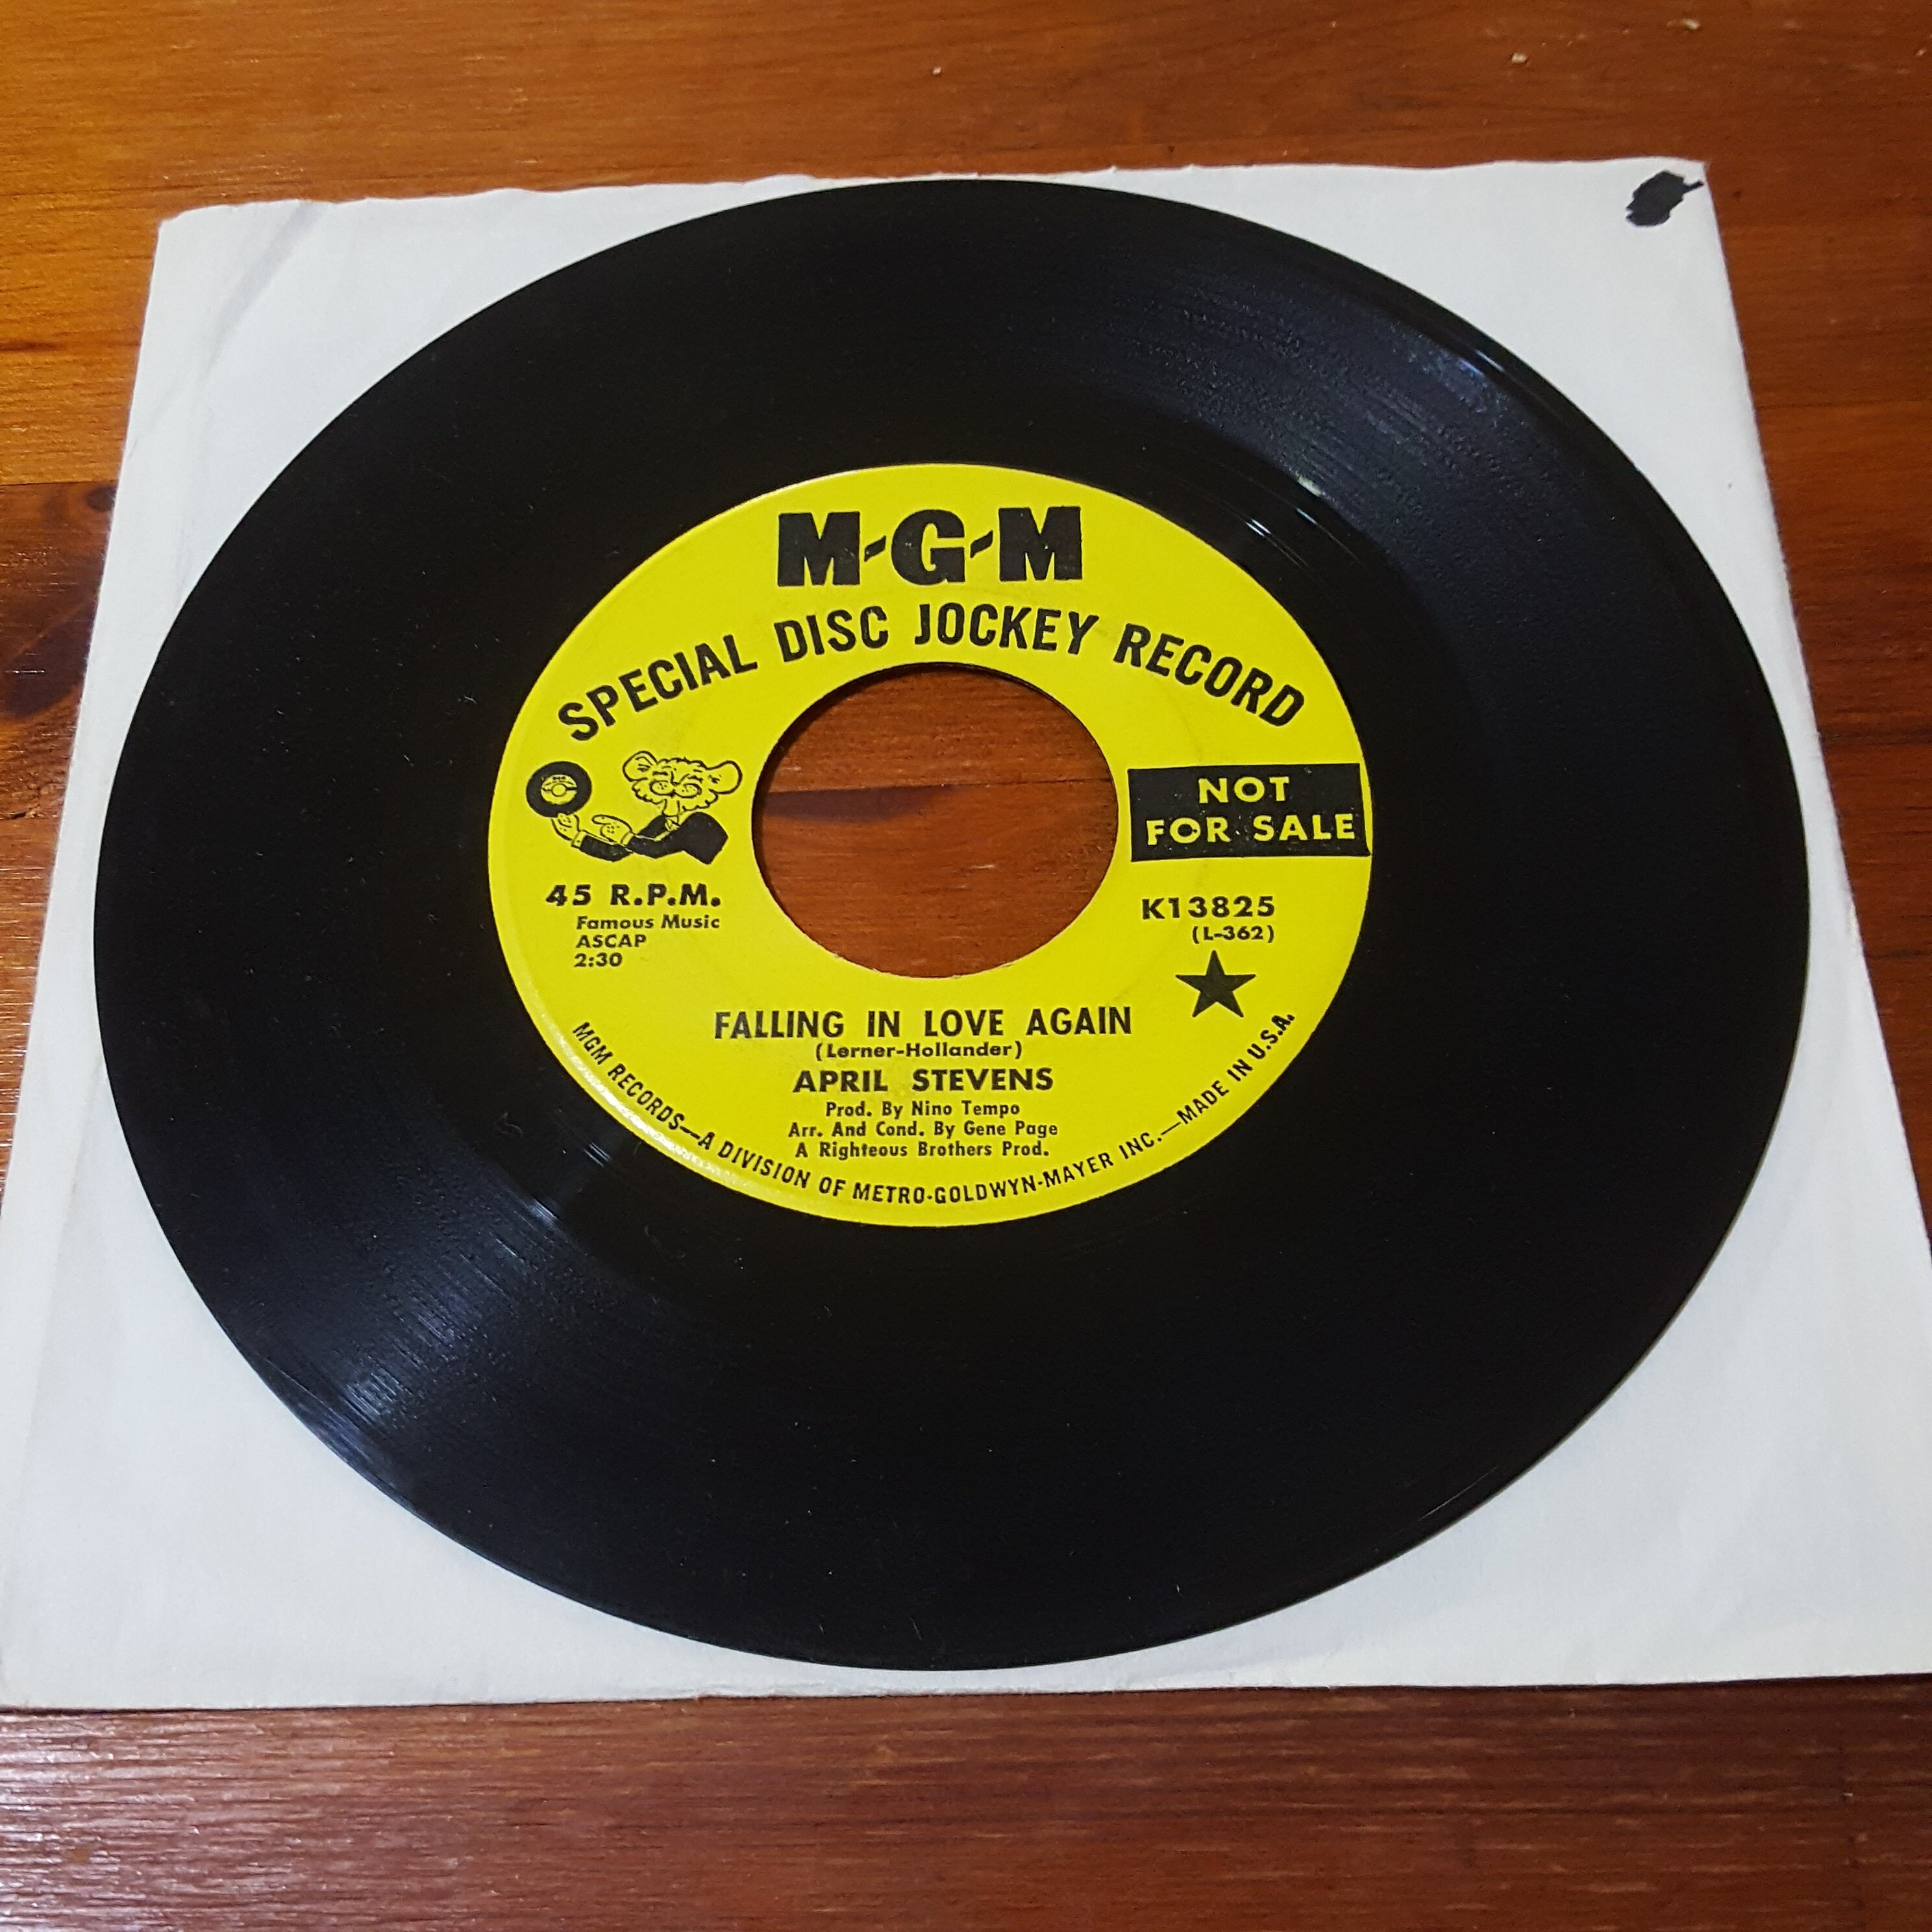 M-G-M
SPECIAL DISC JOCKEY RECORD
NOT
FOR SALE
45 R.P.M.
Famous Music
ASCAP
2:30
K13825
(L-362)
FALLING IN LOVE AGAIN
(Lerner-Hollander)
APRIL STEVENS
Prod. By Nino Tempo
Arr. And Cond. By Gene Page
A Righteous Brothers Prod.
MGM RECORDS—A DIVISION OF METRO-GOLDWYN-MAYER INC.—MADE IN U.S.A.